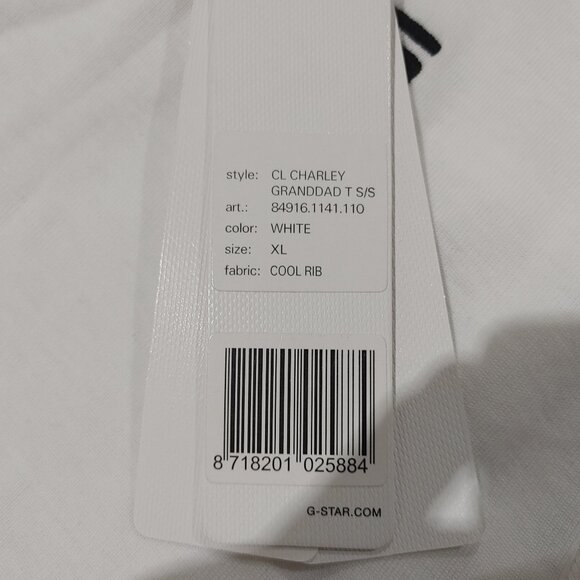 style: CL CHARLEY
GRANDDAD T S/S
art.: 84916.1141.110
color: WHITE
size: XL
fabric: COOL RIB
8 718201 025884
G-STAR.COM